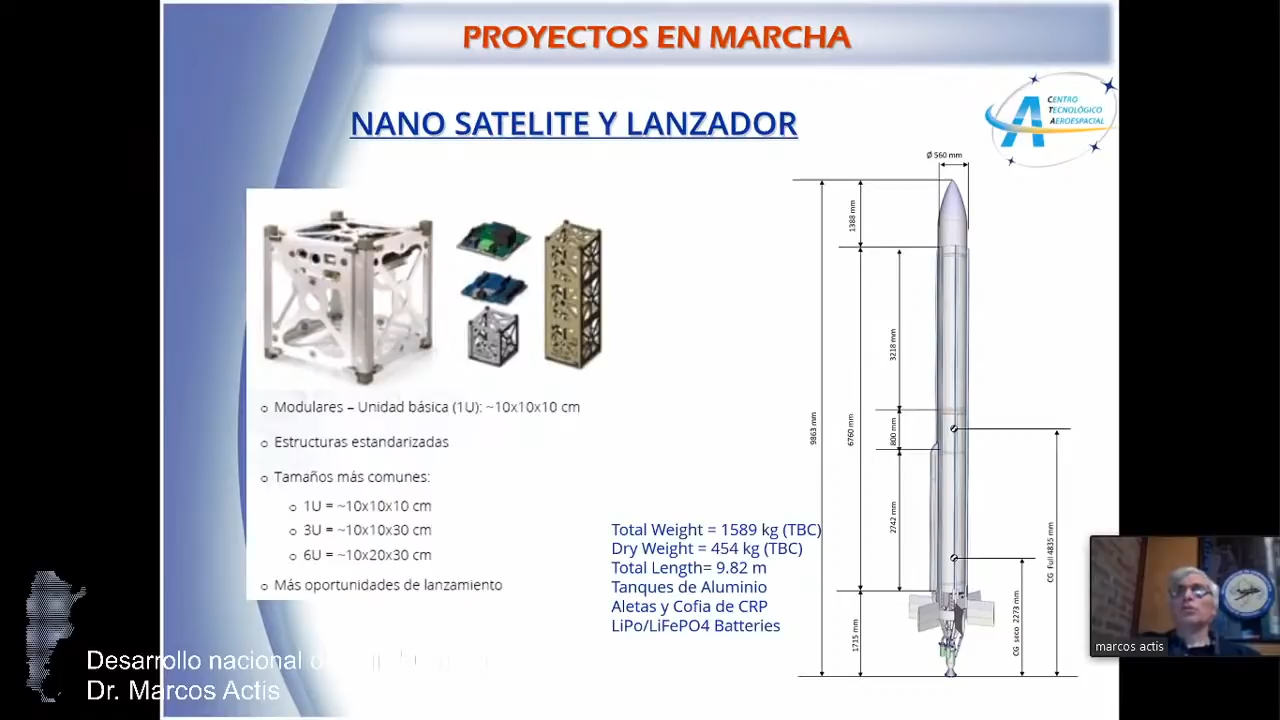 PROYECTOS EN MARCHA
NANO SATELITE Y LANZADOR
CENTRO
TECNOLÓGICO
AEROESPACIAL
Modulares – Unidad básica (1U): ~10x10x10 cm
Estructuras estandarizadas
Tamaños más comunes:
1U = ~10x10x10 cm
3U = ~10x10x30 cm
6U = ~10x20x30 cm
Más oportunidades de lanzamiento
Total Weight = 1589 kg (TBC)
Dry Weight = 454 kg (TBC)
Total Length= 9.82 m
Tanques de Aluminio
Aletas y Cofia de CRP
LiPo/LiFePO4 Batteries
Ø 560 mm
1388 mm
3218 mm
9863 mm
6760 mm
800 mm
2742 mm
1715 mm
CG Full 4835 mm
CG seco 2273 mm
marcos actis
Desarrollo nacional
Dr. Marcos Actis